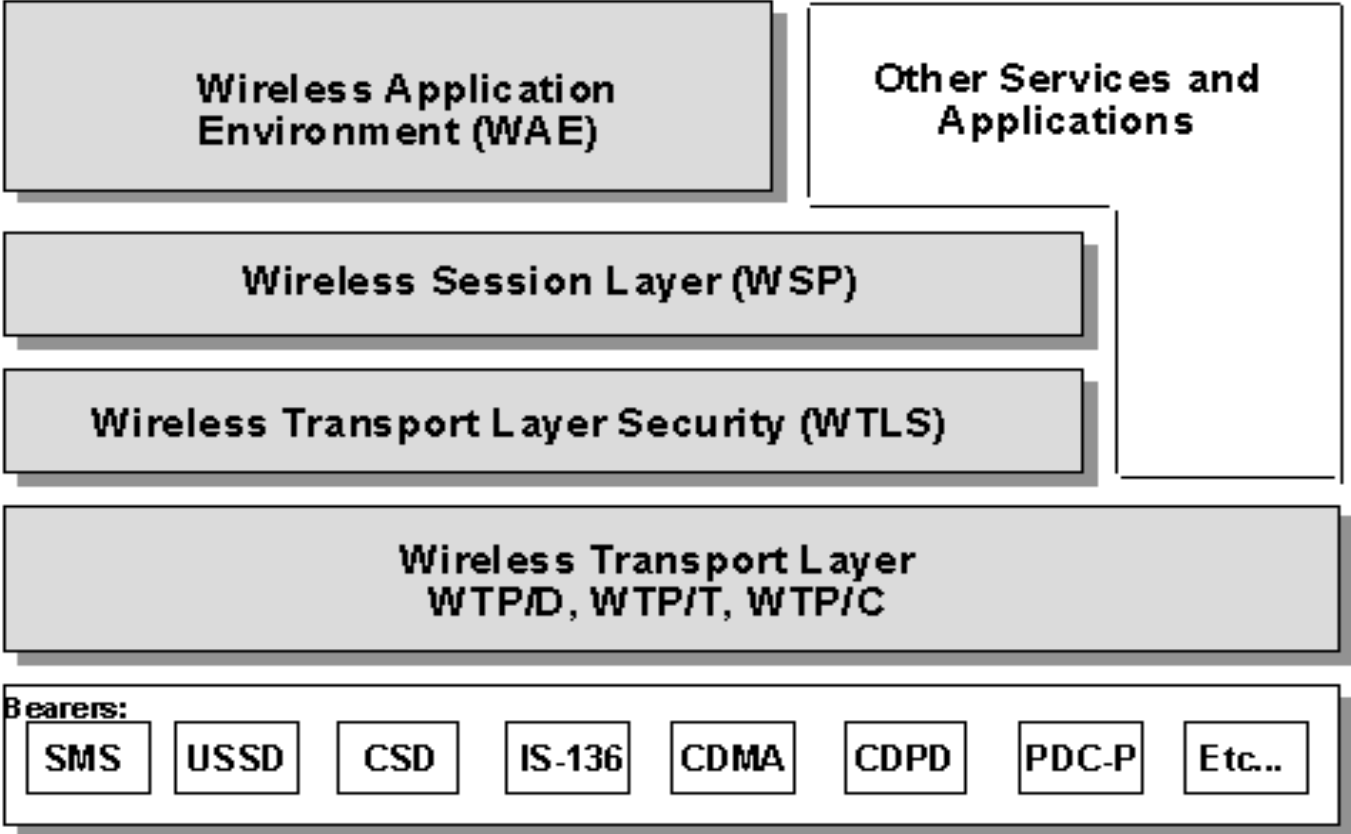 Wireless Application
Environment (WAE)
Other Services and
Applications
Wireless Session Layer (WSP)
Wireless Transport Layer Security (WTLS)
Wireless Transport Layer
WTP/D, WTP/T, WTP/C
Bearers:
SMS
USSD
CSD
IS-136
CDMA
CDPD
PDC-P
Etc...